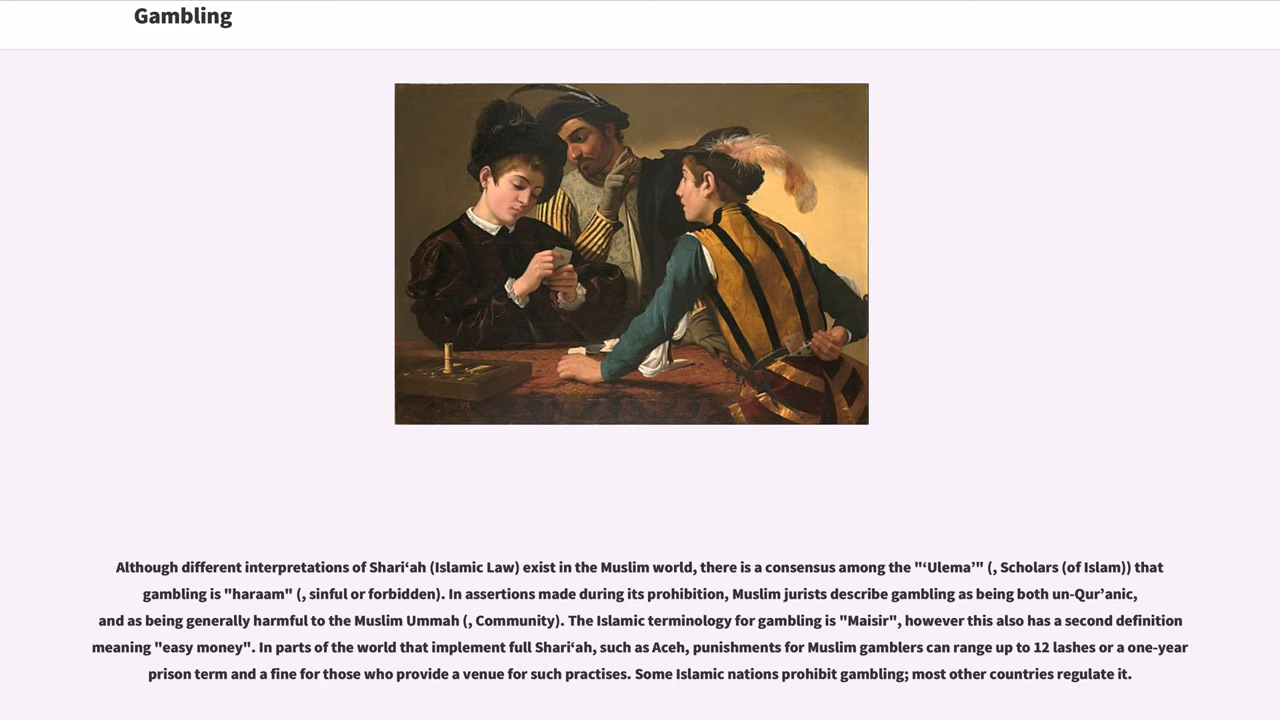 Gambling
Although different interpretations of Shari‘ah (Islamic Law) exist in the Muslim world, there is a consensus among the "‘Ulema’" (, Scholars (of Islam)) that
gambling is "haraam" (, sinful or forbidden). In assertions made during its prohibition, Muslim jurists describe gambling as being both un-Qur’anic,
and as being generally harmful to the Muslim Ummah (, Community). The Islamic terminology for gambling is "Maisir", however this also has a second definition
meaning "easy money". In parts of the world that implement full Shari‘ah, such as Aceh, punishments for Muslim gamblers can range up to 12 lashes or a one-year
prison term and a fine for those who provide a venue for such practises. Some Islamic nations prohibit gambling; most other countries regulate it.